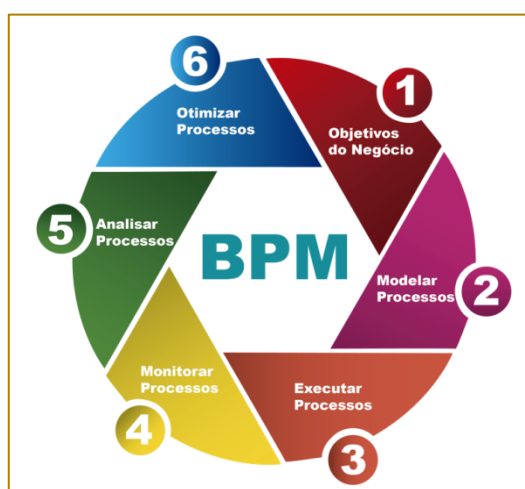 1
Objetivos
do Negócio
2
Modelar
Processos
3
Executar
Processos
4
Monitorar
Processos
5
Analisar
Processos
6
Otimizar
Processos
BPM